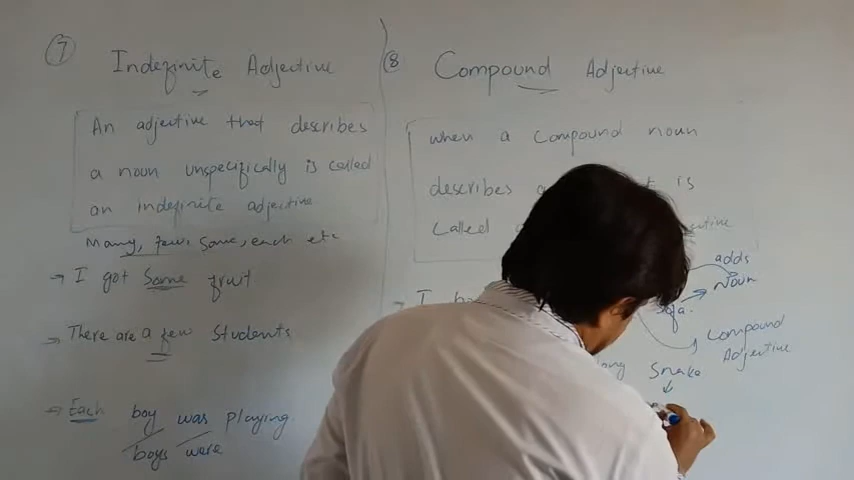 7 Indefinite Adjective
An adjective that describes
a noun unspecifically is called
an indefinite adjective
Many, few, some, each etc
→ I got Some fruit
→ There are a few Students
→ Each boy was playing.
boys were
8 Compound Adjective
when a compound noun
describes is
called
adds
Noun
→ I
Sofa.
Compound
Adjective
Snake